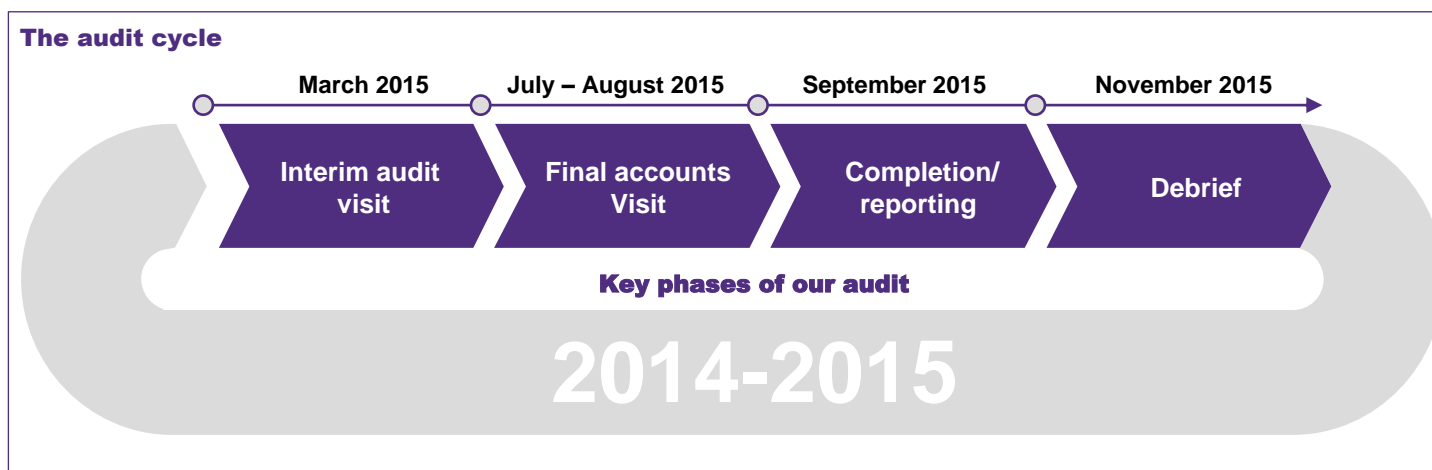 The audit cycle
March 2015
July – August 2015
September 2015
November 2015
Interim audit
visit
Final accounts
Visit
Completion/
reporting
Debrief
Key phases of our audit
2014-2015